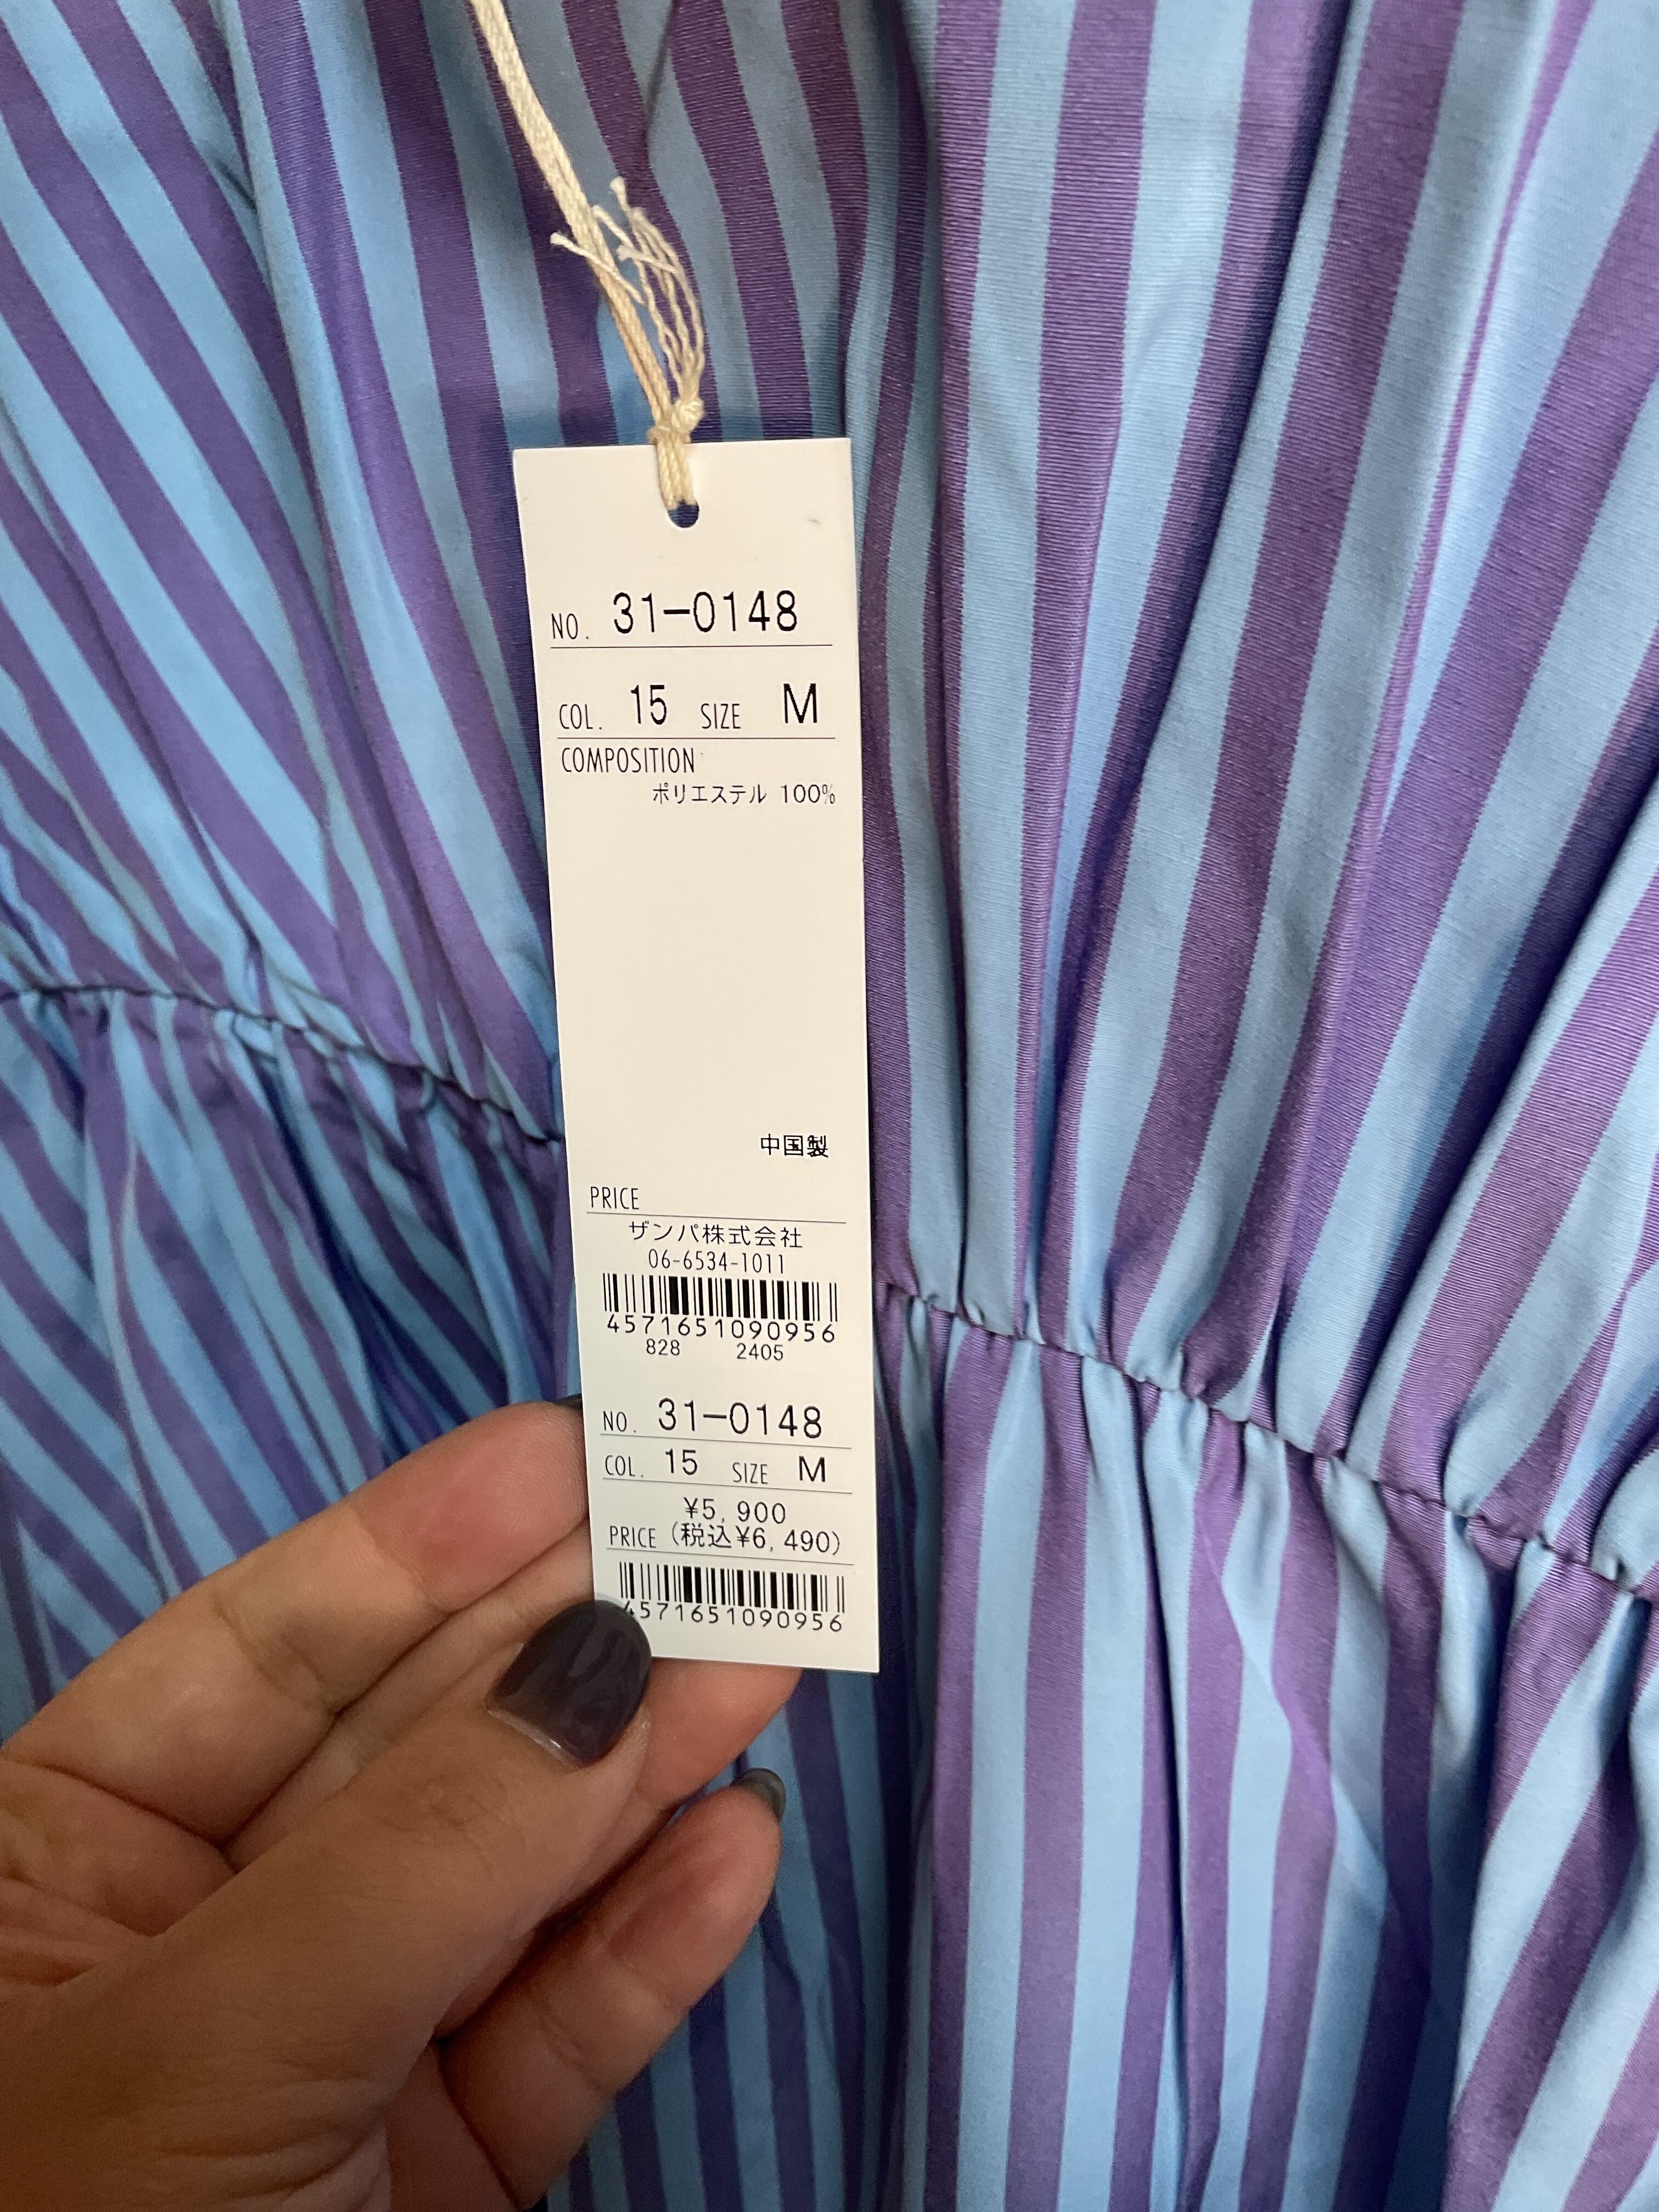 NO. 31-0148
COL. 15 SIZE M
COMPOSITION
ポリエステル 100%
中国製
PRICE
ザンパ株式会社
06-6534-1011
4571651090956
828 2405
NO. 31-0148
COL. 15 SIZE M
¥5,900
PRICE (税込¥6,490)
4571651090956